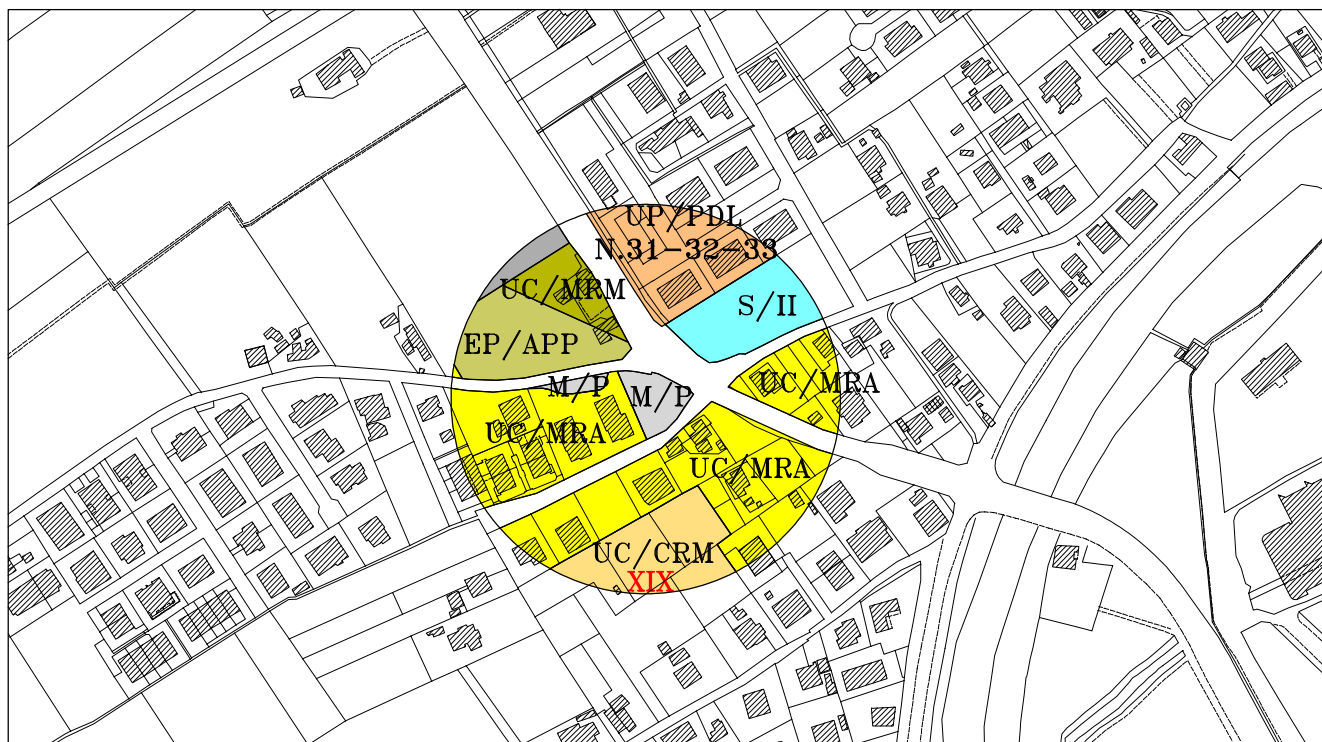 UP/PDL
N.31-32-33
UC/MRM
S/II
EP/APP
M/P
M/P
UC/MRA
UC/MRA
UC/MRA
UC/CRM
XIX